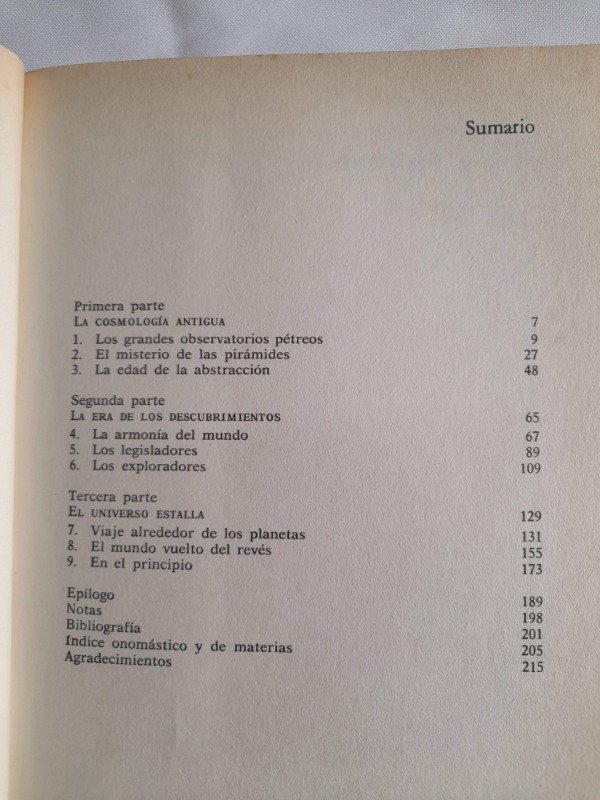 Sumario
Primera parte
LA COSMOLOGÍA ANTIGUA 7
1. Los grandes observatorios pétreos 9
2. El misterio de las pirámides 27
3. La edad de la abstracción 48
Segunda parte
LA ERA DE LOS DESCUBRIMIENTOS 65
4. La armonía del mundo 67
5. Los legisladores 89
6. Los exploradores 109
Tercera parte
EL UNIVERSO ESTALLA 129
7. Viaje alrededor de los planetas 131
8. El mundo vuelto del revés 155
9. En el principio 173
Epílogo 189
Notas 198
Bibliografía 201
Índice onomástico y de materias 205
Agradecimientos 215